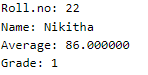 Roll.no: 22
Name: Nikitha
Average: 86.000000
Grade: 1